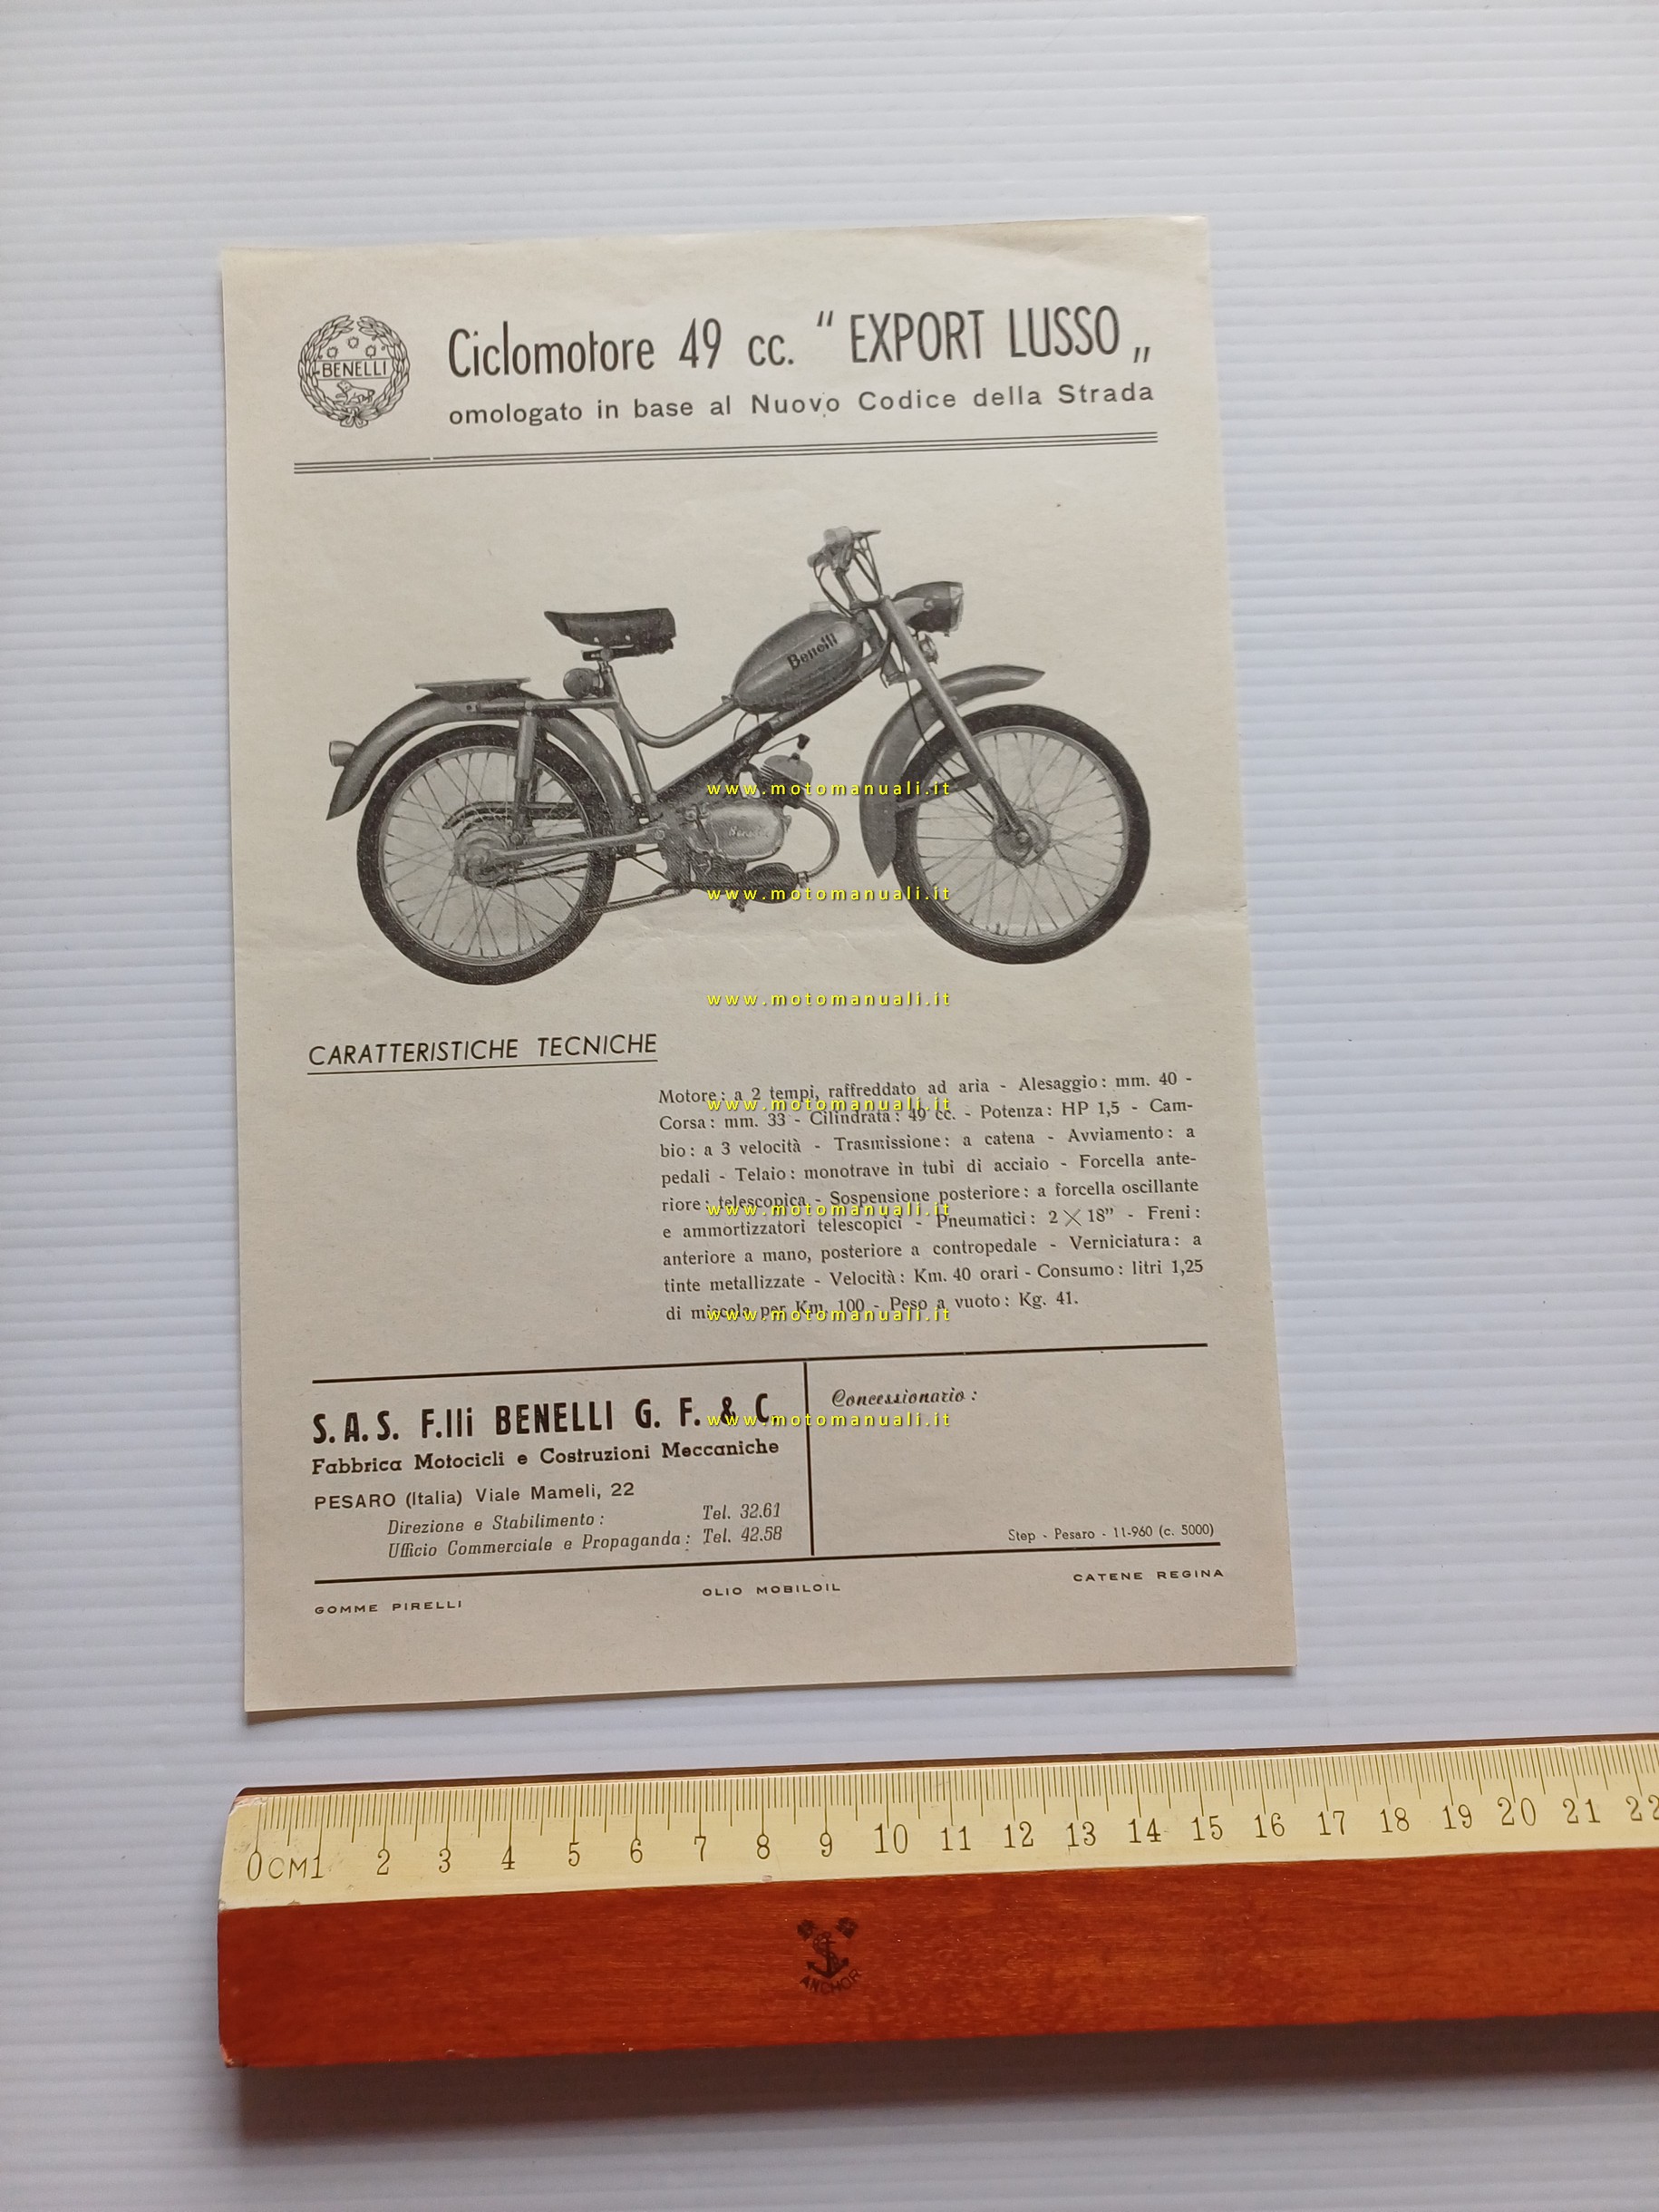 BENELLI
Ciclomotore 49 cc. “ EXPORT LUSSO „
omologato in base al Nuovo Codice della Strada
Benelli
www.motomanuali.it
Benelli
www.motomanuali.it
www.motomanuali.it
CARATTERISTICHE TECNICHE
Motore: a 2 tempi, raffreddato ad aria - Alesaggio: mm. 40 -
www.motomanuali.it
Corsa: mm. 33 - Cilindrata: 49 cc. - Potenza: HP 1,5 - Cam-
bio: a 3 velocità - Trasmissione: a catena - Avviamento: a
pedali - Telaio: monotrave in tubi di acciaio - Forcella ante-
riore: telescopica - Sospensione posteriore: a forcella oscillante
www.motomanuali.it
e ammortizzatori telescopici - Pneumatici: 2 X 18” - Freni:
anteriore a mano, posteriore a contropedale - Verniciatura: a
tinte metallizzate - Velocità: Km. 40 orari - Consumo: litri 1,25
di miscela per Km. 100 - Peso a vuoto: Kg. 41.
www.motomanuali.it
S.A.S. F.lli BENELLI G. F. & C.
Fabbrica Motocicli e Costruzioni Meccaniche
PESARO (Italia) Viale Mameli, 22
Direzione e Stabilimento: Tel. 32.61
Ufficio Commerciale e Propaganda: Tel. 42.58
Concessionario:
www.motomanuali.it
Step - Pesaro - 11-960 (c. 5000)
GOMME PIRELLI
OLIO MOBILOIL
CATENE REGINA
0CM1 2 3 4 5 6 7 8 9 10 11 12 13 14 15 16 17 18 19 20 21 22
ANCHOR